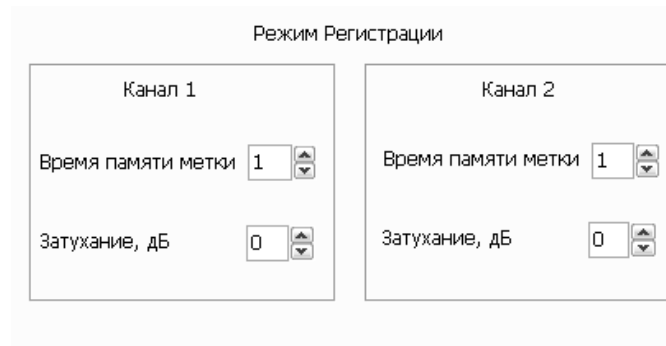 Режим Регистрации
Канал 1
Время памяти метки 1
Затухание, дБ 0
Канал 2
Время памяти метки 1
Затухание, дБ 0